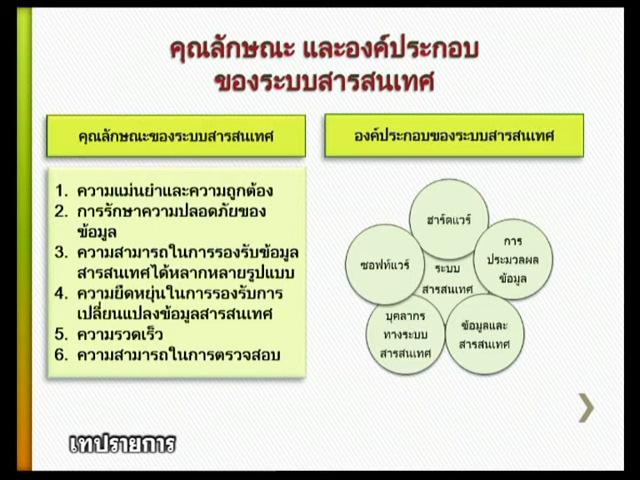 คุณลักษณะ และองค์ประกอบ
ของระบบสารสนเทศ
คุณลักษณะของระบบสารสนเทศ
1. ความแม่นยำและความถูกต้อง
2. การรักษาความปลอดภัยของ
ข้อมูล
3. ความสามารถในการรองรับข้อมูล
สารสนเทศได้หลากหลายรูปแบบ
4. ความยืดหยุ่นในการรองรับการ
เปลี่ยนแปลงข้อมูลสารสนเทศ
5. ความรวดเร็ว
6. ความสามารถในการตรวจสอบ
องค์ประกอบของระบบสารสนเทศ
ฮาร์ดแวร์
การ
ประมวลผล
ข้อมูล
ข้อมูลและ
สารสนเทศ
บุคลากร
ทางระบบ
สารสนเทศ
ซอฟท์แวร์
ระบบ
สารสนเทศ
เทปรายการ